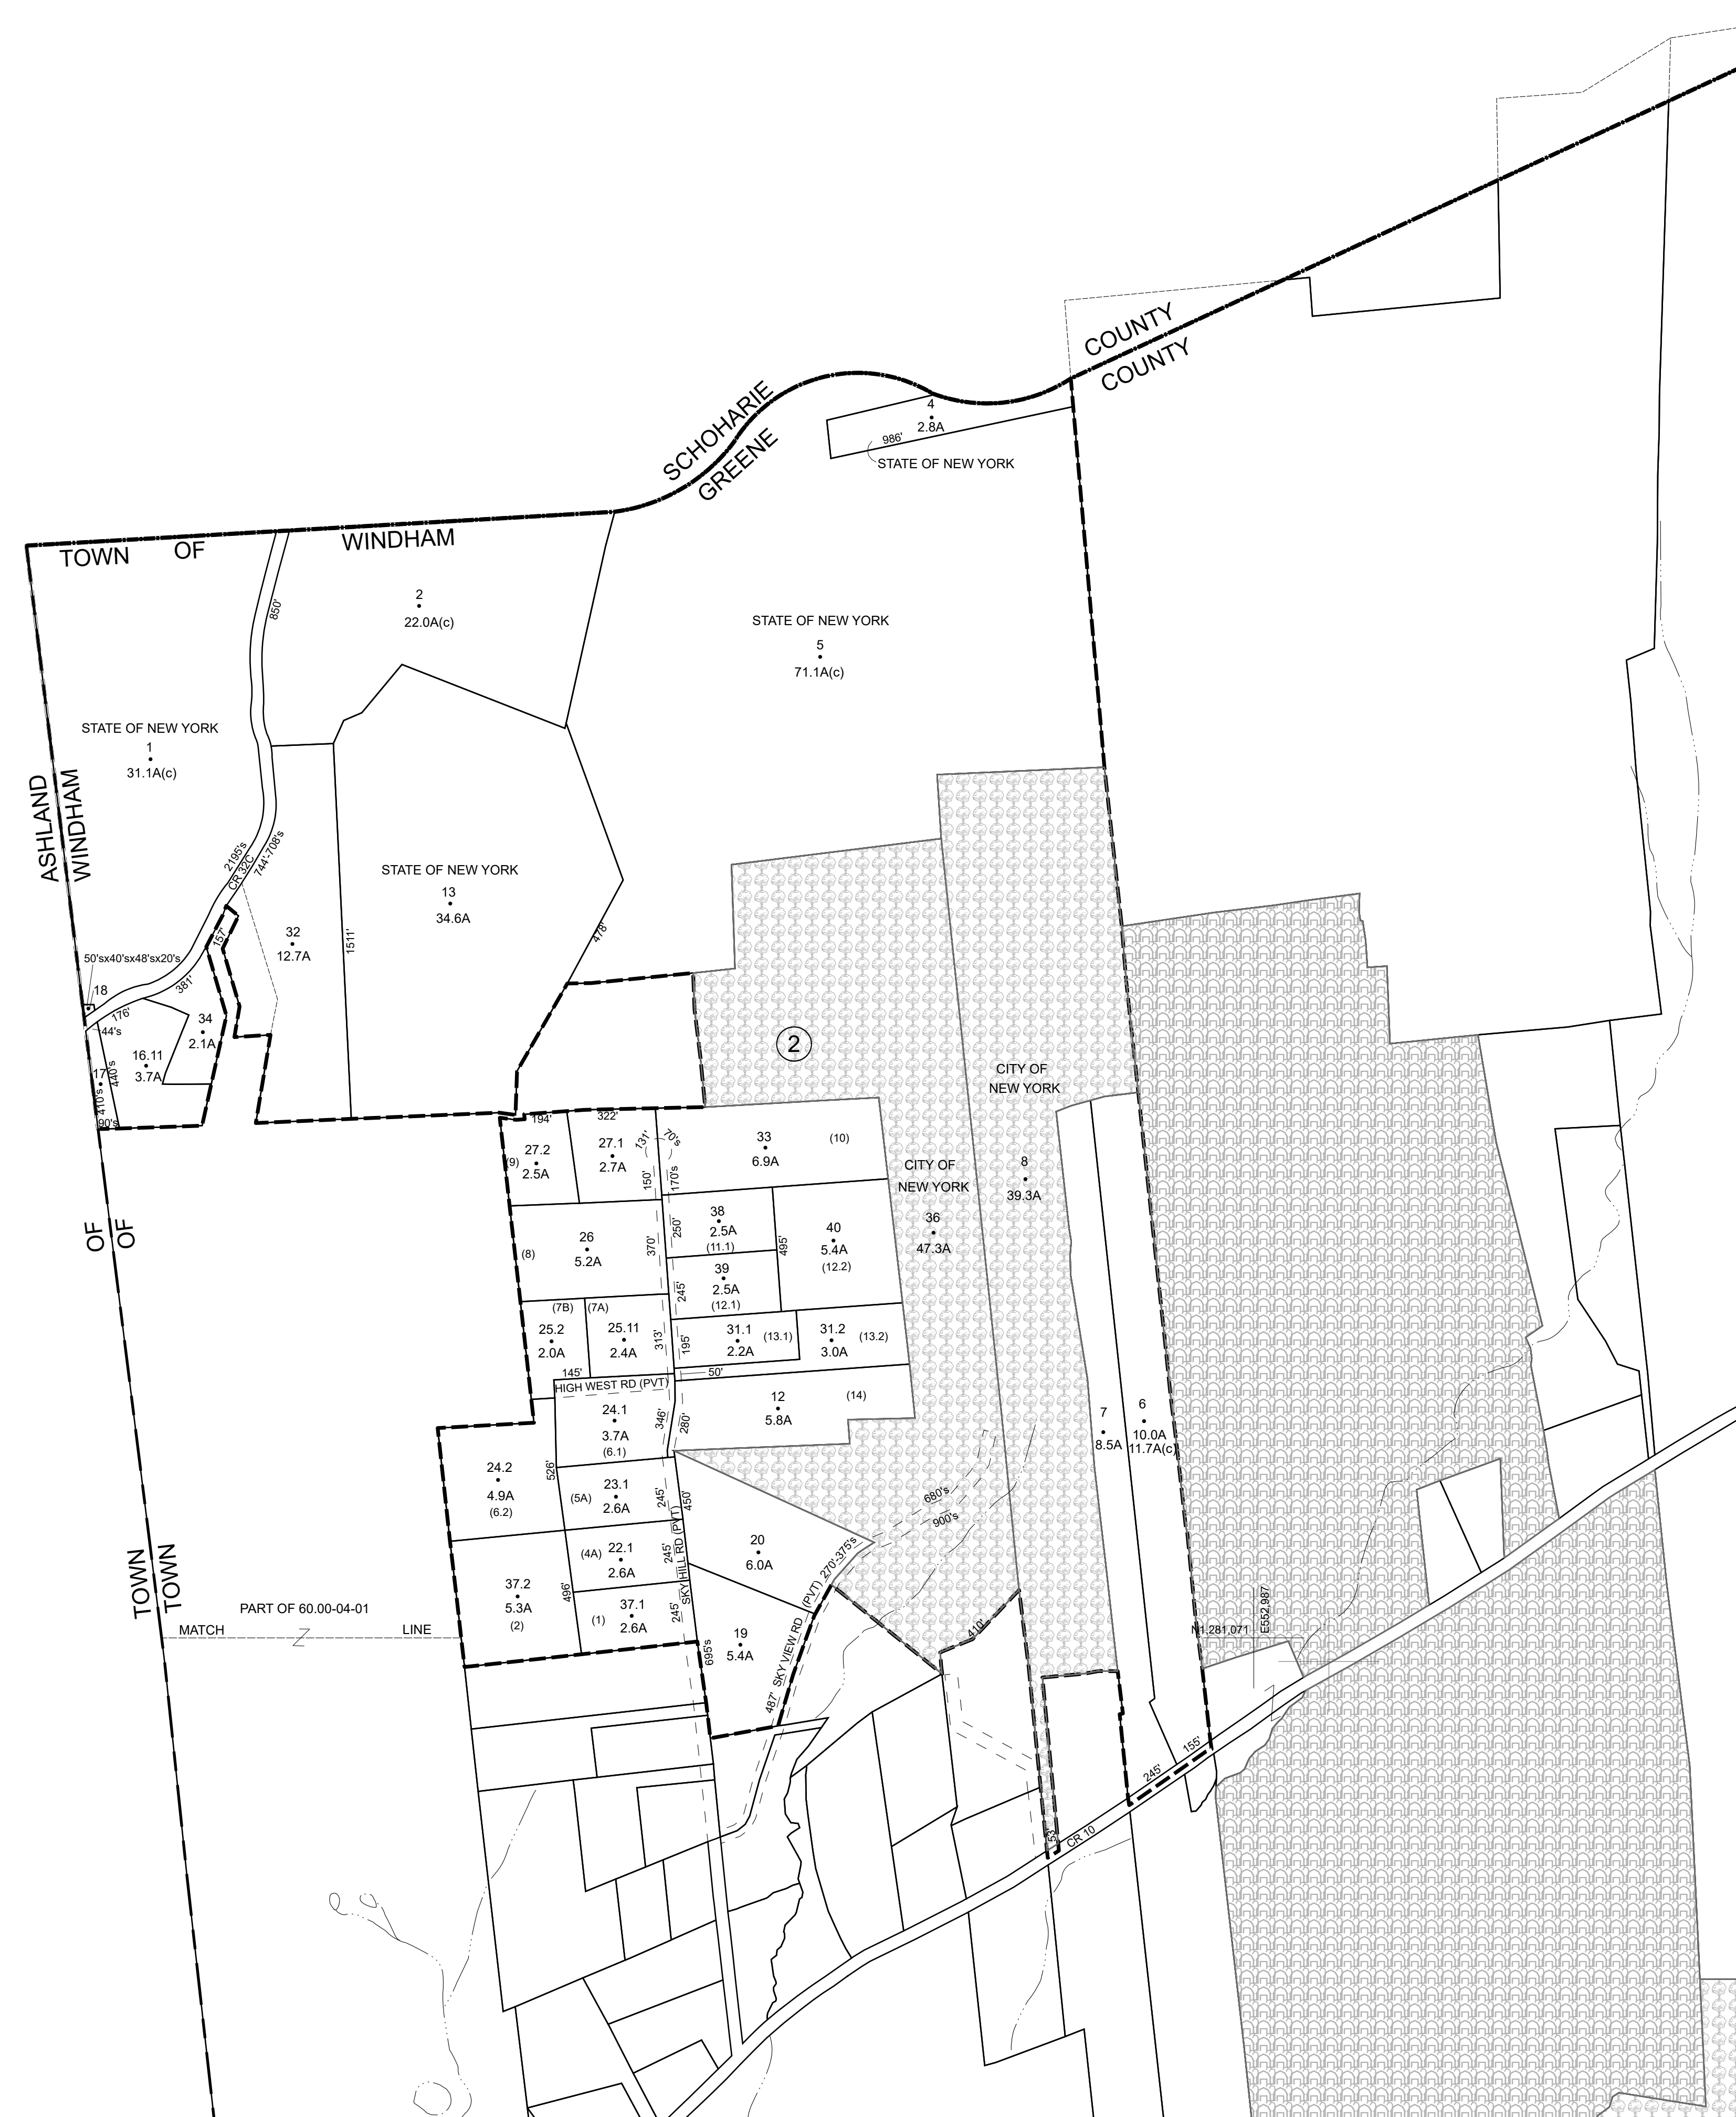 COUNTY
COUNTY
SCHOHARIE
GREENE
4
2.8A
986'
STATE OF NEW YORK
TOWN OF WINDHAM
850'
2
22.0A(c)
STATE OF NEW YORK
5
71.1A(c)
STATE OF NEW YORK
1
31.1A(c)
ASHLAND
WINDHAM
2195's
CR 32C
744'-708's
STATE OF NEW YORK
13
34.6A
478'
1511'
32
12.7A
157'
50'sx40'sx48'sx20's
18
381'
176'
44's
34
2.1A
16.11
3.7A
17
440's
410's
90's
2
CITY OF
NEW YORK
8
39.3A
CITY OF
NEW YORK
36
47.3A
194'
322'
27.2
2.5A
(9)
27.1
2.7A
131'
70's
150'
170's
33
6.9A
(10)
38
2.5A
(11.1)
250'
495'
40
5.4A
(12.2)
OF
OF
26
5.2A
(8)
370'
39
2.5A
(12.1)
245'
(7B)
(7A)
25.2
2.0A
25.11
2.4A
313'
195'
31.1
2.2A
(13.1)
31.2
3.0A
(13.2)
145'
50'
HIGH WEST RD (PVT)
12
5.8A
(14)
24.1
3.7A
(6.1)
346'
280'
7
8.5A
6
10.0A
11.7A(c)
24.2
4.9A
(6.2)
526'
(5A)
23.1
2.6A
245'
450'
680's
900's
SKY HILL RD (PVT)
20
6.0A
(4A)
22.1
2.6A
245'
270'-375's
TOWN
TOWN
37.2
5.3A
(2)
496'
(1)
37.1
2.6A
245'
PART OF 60.00-04-01
MATCH LINE
19
5.4A
695's
487'
SKY VIEW RD (PVT)
410'
N1,281,071
E552,987
245'
155'
53'
CR 10